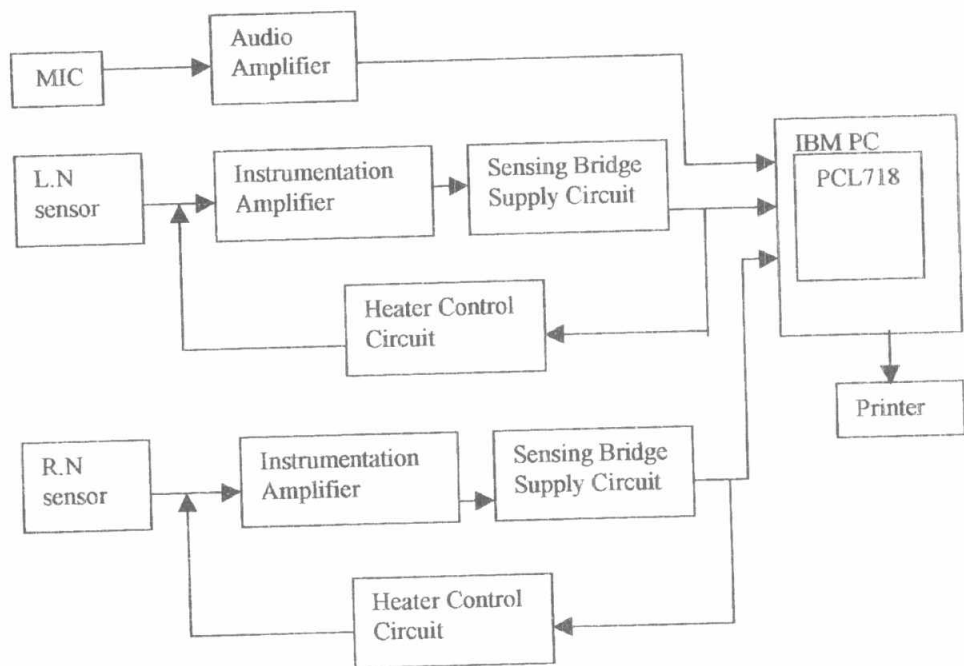 MIC
Audio
Amplifier
IBM PC
PCL718
L.N
sensor
Instrumentation
Amplifier
Sensing Bridge
Supply Circuit
Heater Control
Circuit
Printer
R.N
sensor
Instrumentation
Amplifier
Sensing Bridge
Supply Circuit
Heater Control
Circuit